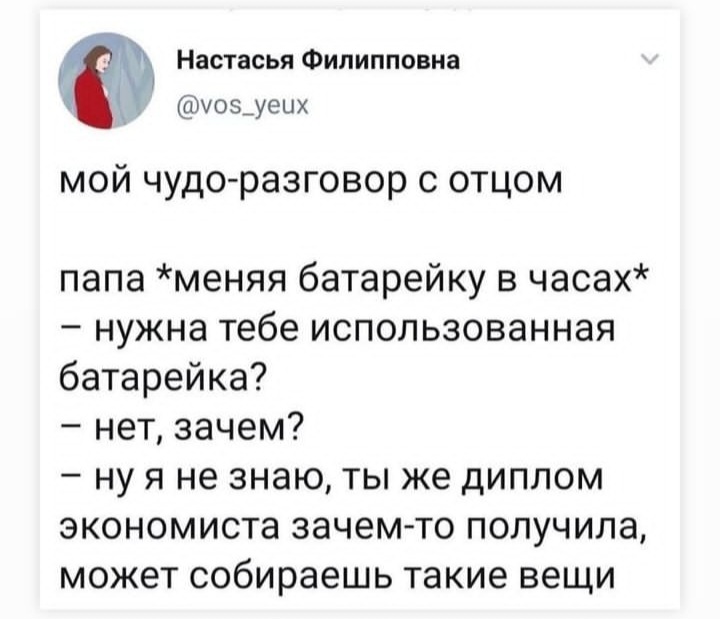 Настасья Филипповна
@vos_yeux
мой чудо-разговор с отцом
папа *меняя батарейку в часах*
– нужна тебе использованная
батарейка?
– нет, зачем?
– ну я не знаю, ты же диплом
экономиста зачем-то получила,
может собираешь такие вещи